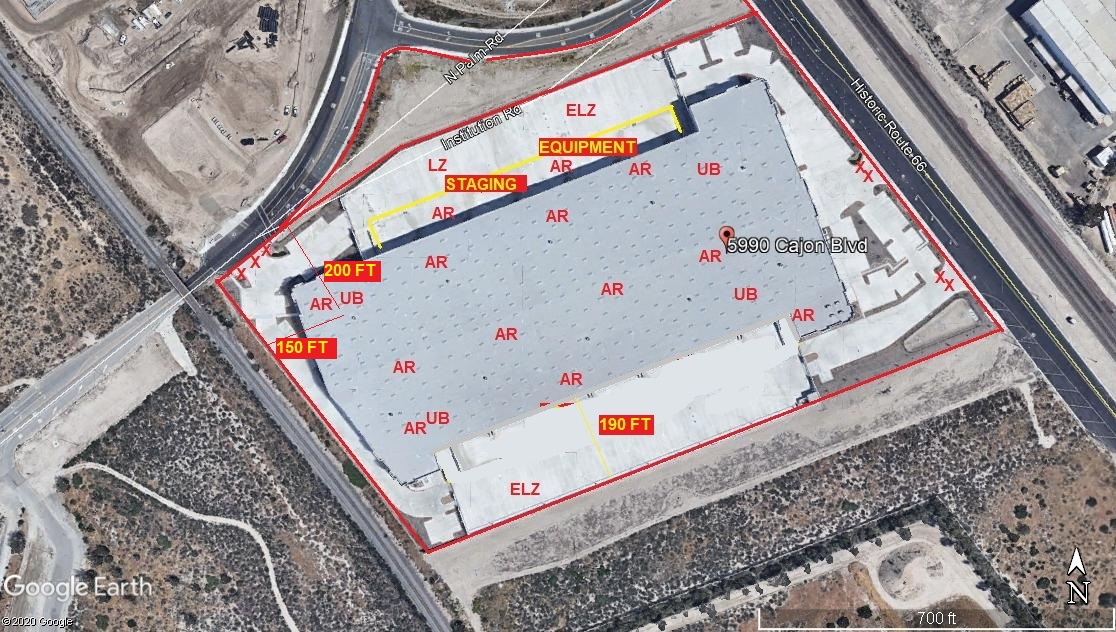 N-Palm-Rd
Historic-Route-66
ELZ
Institution Rd
EQUIPMENT
LZ
AR
AR
UB
STAGING
AR
AR
X
X
5990 Cajon Blvd
AR
AR
X X X
200 FT
X
X
AR
UB
AR
UB
AR
AR
150 FT
AR
AR
UB
AR
190 FT
ELZ
Google Earth
N
700 ft
©2020 Google